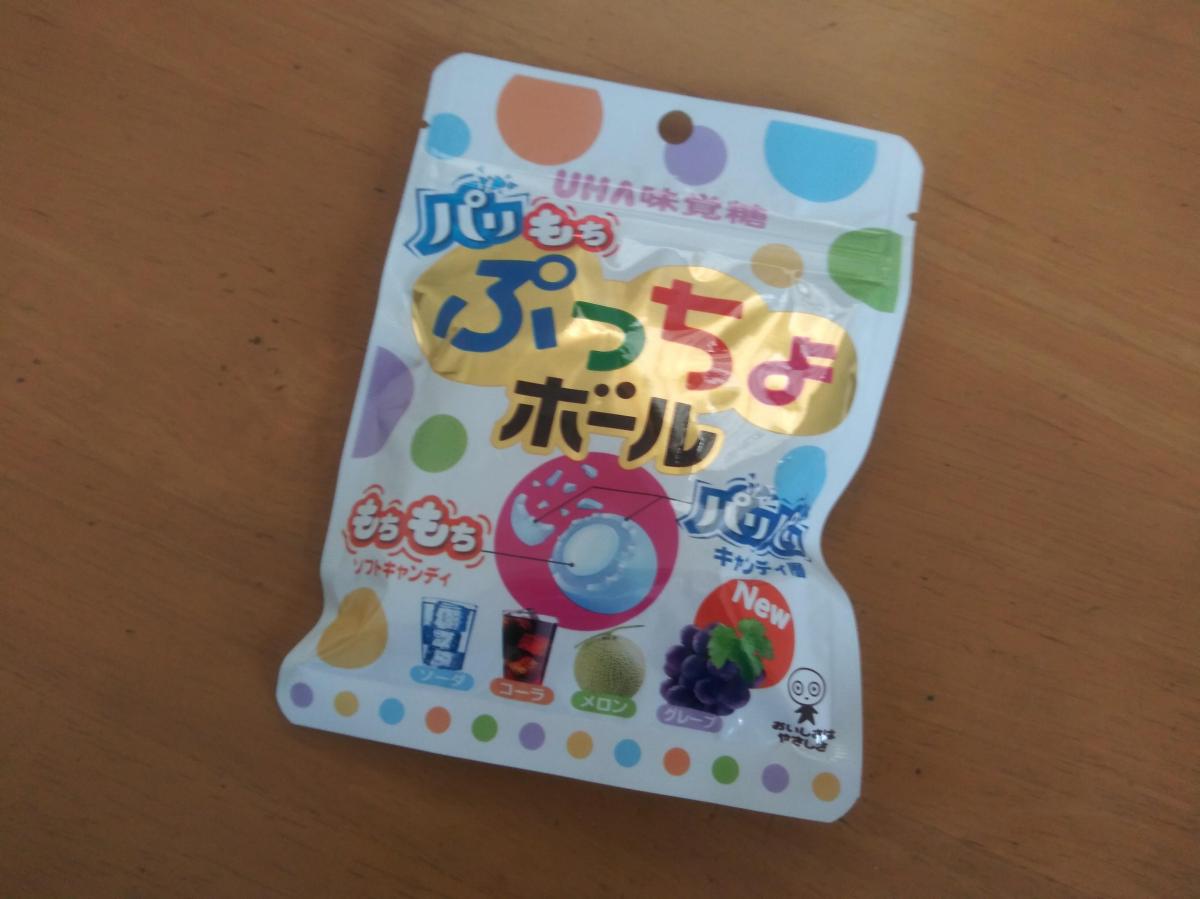 UHA味覚糖
パリもち
ぷっちょ
ボール
もちもち
ソフトキャンディ
パリパリ
キャンディ
New
ソーダ
コーラ
メロン
グレープ
おいしさは
やさしさ